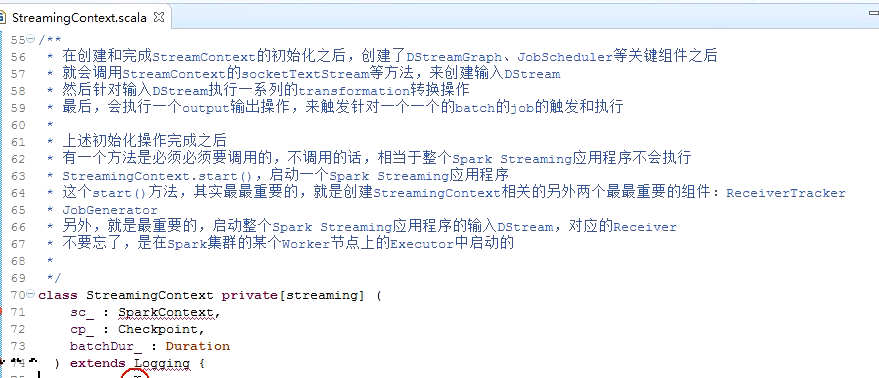 StreamingContext.scala
55 /**
56 * 在创建和完成StreamContext的初始化之后，创建了DStreamGraph、JobScheduler等关键组件之后
57 * 就会调用StreamContext的socketTextStream等方法，来创建输入DStream
58 * 然后针对输入DStream执行一系列的transformation转换操作
59 * 最后，会执行一个output输出操作，来触发针对一个一个的batch的job的触发和执行
60 *
61 * 上述初始化操作完成之后
62 * 有一个方法是必须必须要调用的，不调用的话，相当于整个Spark Streaming应用程序不会执行
63 * StreamingContext.start()，启动一个Spark Streaming应用程序
64 * 这个start()方法，其实最最重要的，就是创建StreamingContext相关的另外两个最最重要的组件：ReceiverTracker
65 * JobGenerator
66 * 另外，就是最重要的，启动整个Spark Streaming应用程序的输入DStream，对应的Receiver
67 * 不要忘了，是在Spark集群的某个Worker节点上的Executor中启动的
68 *
69 */
70 class StreamingContext private[streaming] (
71 sc_ : SparkContext,
72 cp_ : Checkpoint,
73 batchDur_ : Duration
74 ) extends Logging {